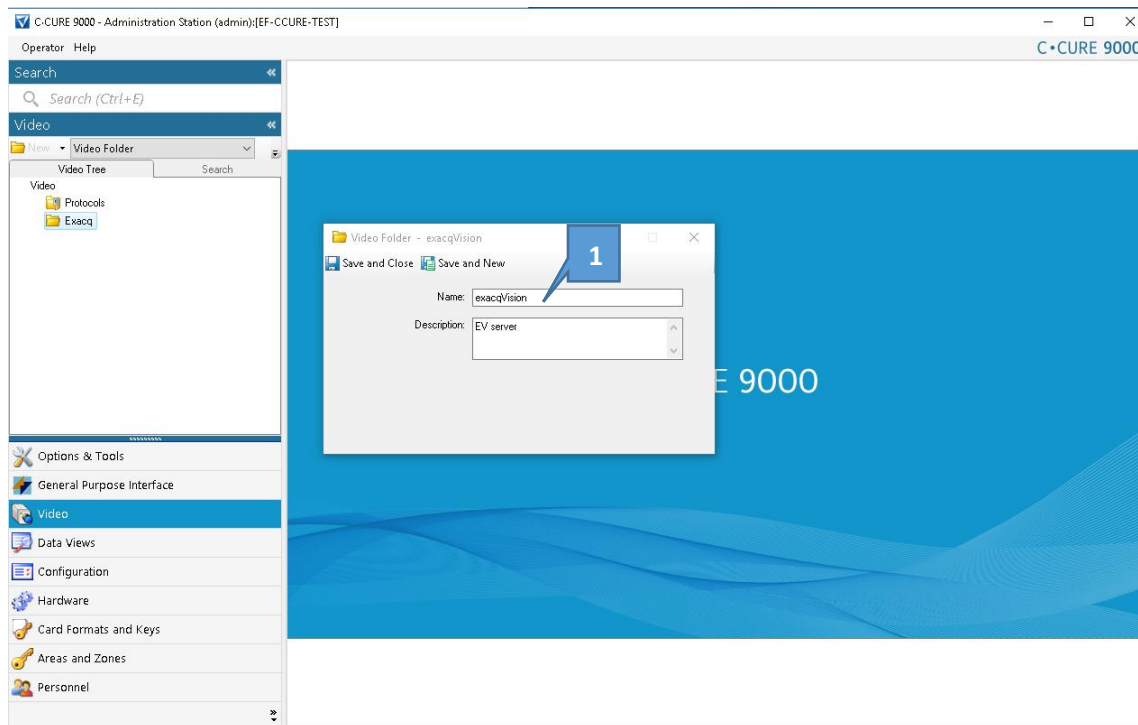 C•CURE 9000 - Administration Station (admin):[EF-CCURE-TEST]
Operator Help
C•CURE 9000
Search
Search (Ctrl+E)
Video
New Video Folder
Video Tree Search
Video
Protocols
Exacq
Video Folder - exacqVision
1
Save and Close Save and New
Name: exacqVision
Description: EV server
E 9000
Options & Tools
General Purpose Interface
Video
Data Views
Configuration
Hardware
Card Formats and Keys
Areas and Zones
Personnel